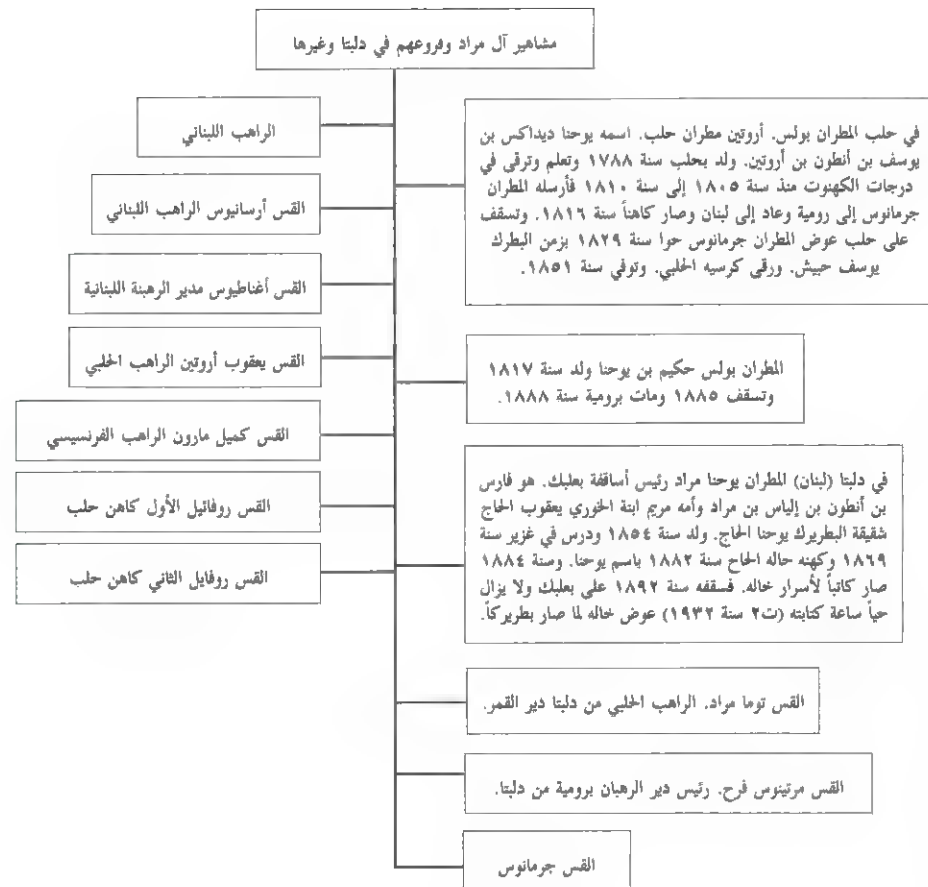 مشاهير آل مراد وفروعهم في دلبتا وغيرها
في حلب المطران بولس. أروتين مطران حلب. اسمه يوحنا ديداكس بن
يوسف بن أنطون بن أروتين. ولد بحلب سنة ١٧٨٨ وتعلم وترقى في
درجات الكهنوت منذ سنة ١٨٠٥ إلى سنة ١٨١٠ فأرسله المطران
جرمانوس إلى رومية وعاد إلى لبنان وصار كاهناً سنة ١٨١٦. وتسقف
على حلب عوض المطران جرمانوس حوا سنة ١٨٢٩ بزمن البطرك
يوسف حبيش. ورقى كرسيه الحلبي. وتوفي سنة ١٨٥١.
المطران بولس حكيم بن يوحنا ولد سنة ١٨١٧
وتسقف ١٨٨٥ ومات برومية سنة ١٨٨٨.
في دلبتا (لبنان) المطران يوحنا مراد رئيس أساقفة بعلبك. هو فارس
بن أنطون بن إلياس بن مراد وأمه مريم ابنة الخوري يعقوب الحاج
شقيقة البطريرك يوحنا الحاج. ولد سنة ١٨٥٤ ودرس في غزير سنة
١٨٦٩ وكهنه حاله الحاح سنة ١٨٨٢ باسم يوحنا. وسنة ١٨٨٤
صار كاتباً لأسرار خاله. فسقفه سنة ١٨٩٢ على بعلبك ولا يزال
حياً ساعة كتابته (ت٢ سنة ١٩٣٢) عوض خاله لما صار بطريركاً.
القس توما مراد. الراهب الحلبي من دلبتا دير القمر.
القس مرتينوس فرح. رئيس دير الرهبان برومية من دلبتا.
القس جرمانوس
الراهب اللبناني
القس أرسانيوس الراهب اللبناني
القس أغناطيوس مدير الرهبنة اللبنانية
القس يعقوب أروتين الراهب الحلبي
القس كميل مارون الراهب الفرنسيسي
القس روفائيل الأول كاهن حلب
القس روفايل الثاني كاهن حلب